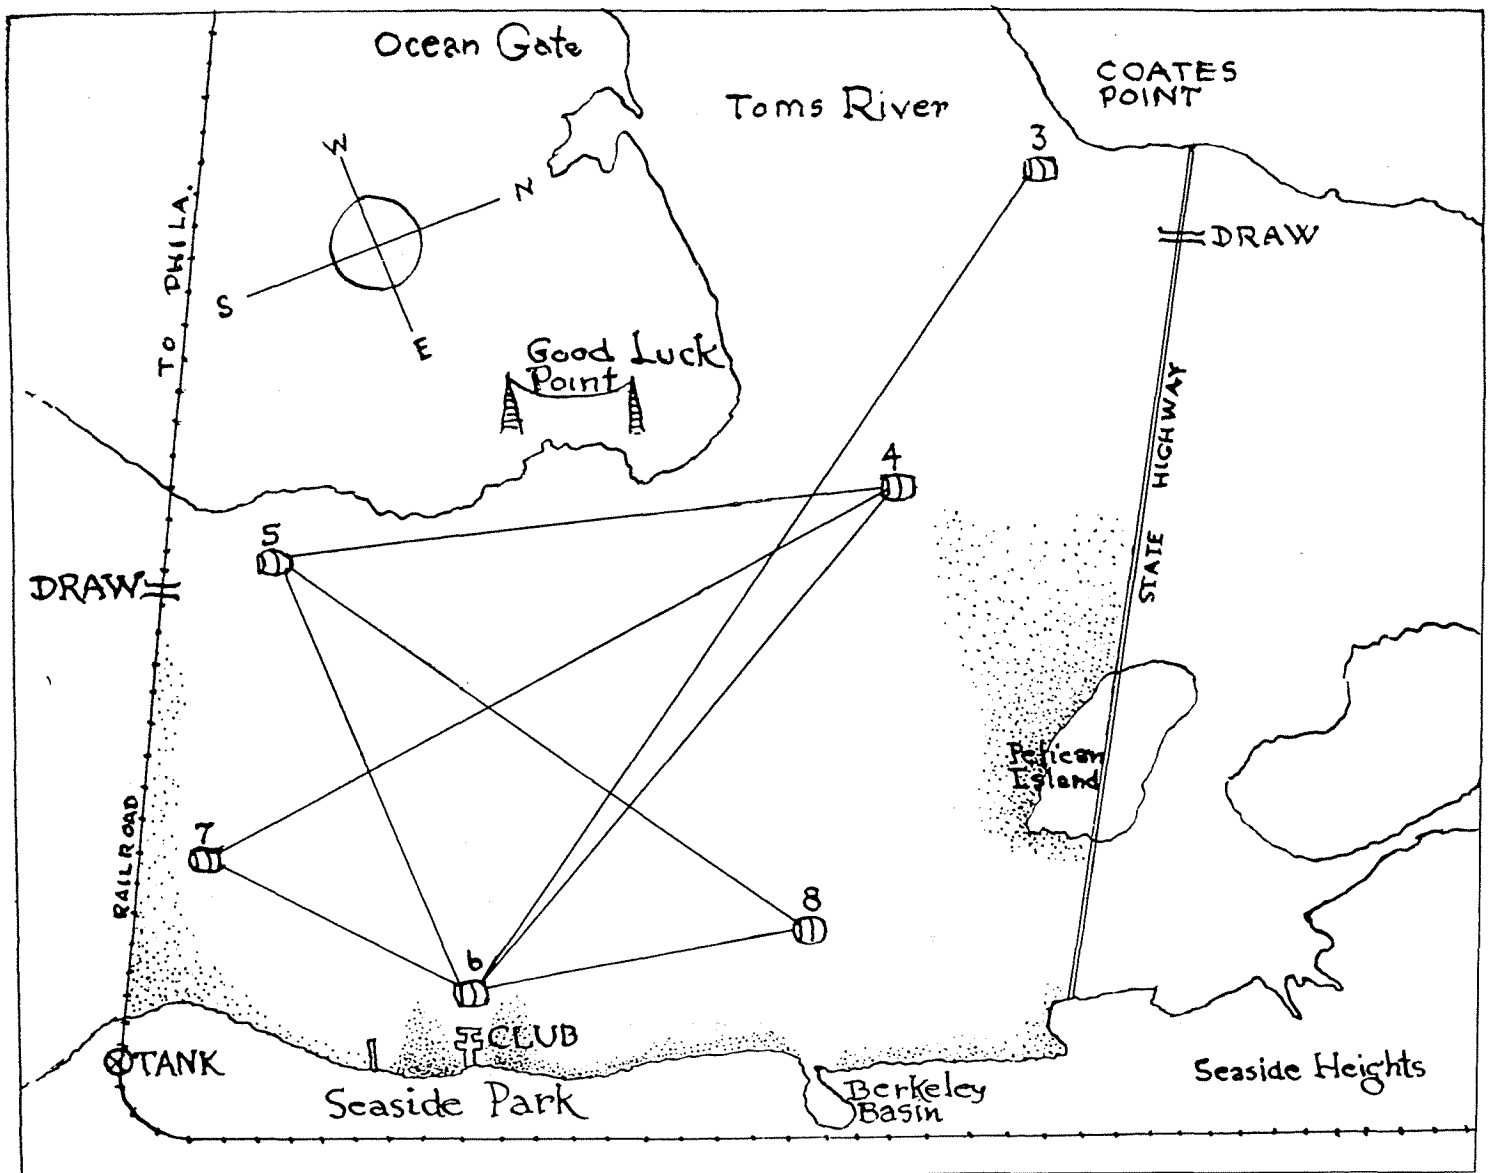 Ocean Gate
COATES
POINT
Toms River
3
W
N
S
E
DRAW
TO PHILA.
Good Luck
Point
STATE HIGHWAY
4
5
DRAW
Pelican
Island
RAILROAD
7
8
6
CLUB
TANK
Seaside Park
Berkeley
Basin
Seaside Heights